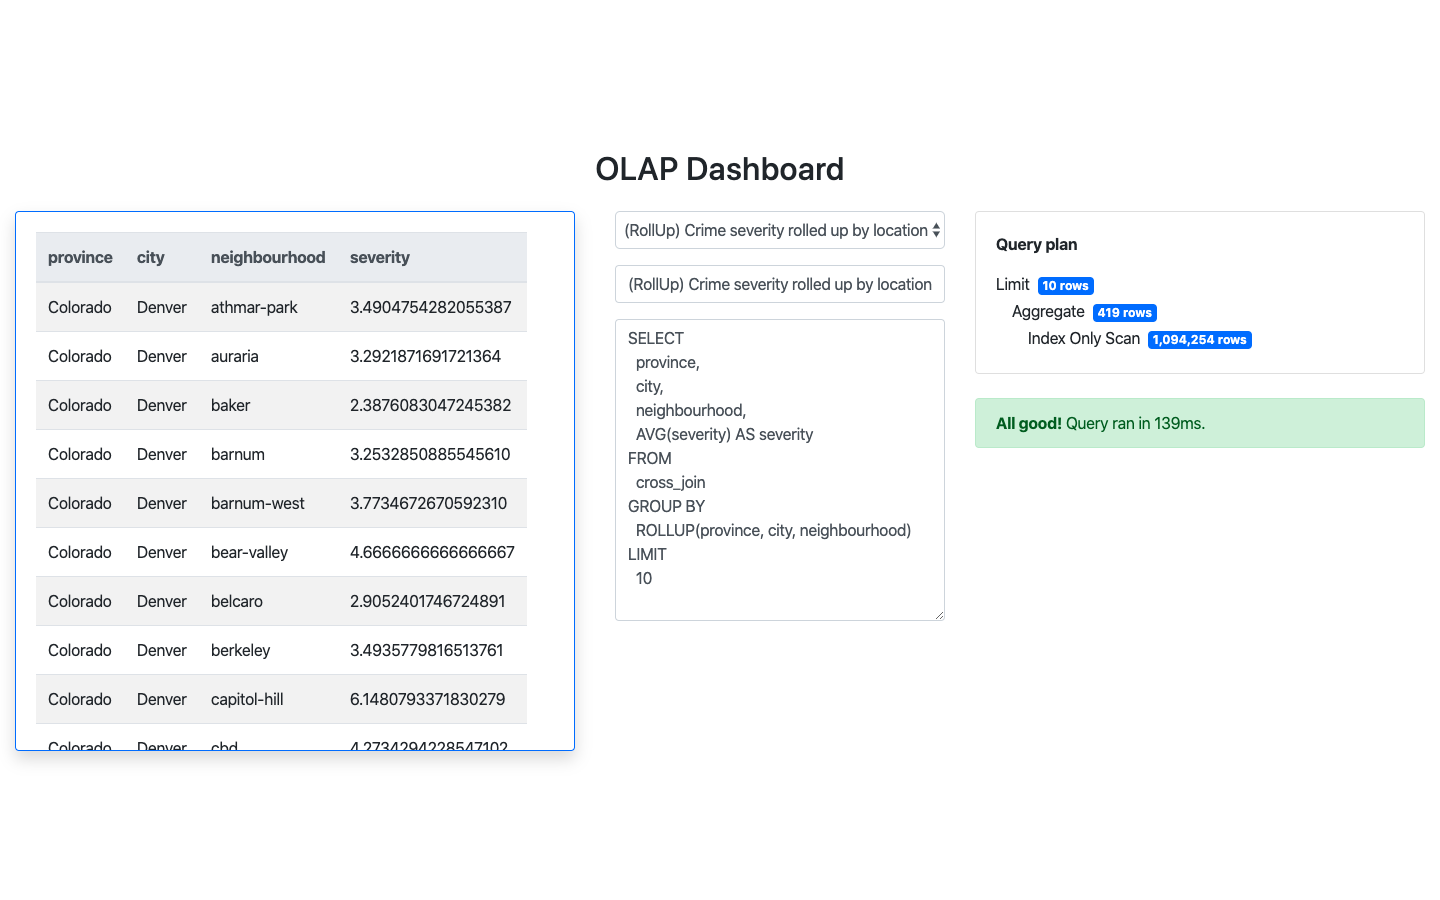 OLAP Dashboard
province city neighbourhood severity
Colorado Denver athmar-park 3.4904754282055387
Colorado Denver auraria 3.2921871691721364
Colorado Denver baker 2.3876083047245382
Colorado Denver barnum 3.2532850885545610
Colorado Denver barnum-west 3.7734672670592310
Colorado Denver bear-valley 4.6666666666666667
Colorado Denver belcaro 2.9052401746724891
Colorado Denver berkeley 3.4935779816513761
Colorado Denver capitol-hill 6.1480793371830279
Colorado Denver cbd 4.2734294228547102
(RollUp) Crime severity rolled up by location
(RollUp) Crime severity rolled up by location
SELECT
province,
city,
neighbourhood,
AVG(severity) AS severity
FROM
cross_join
GROUP BY
ROLLUP(province, city, neighbourhood)
LIMIT
10
Query plan
Limit 10 rows
Aggregate 419 rows
Index Only Scan 1,094,254 rows
All good! Query ran in 139ms.